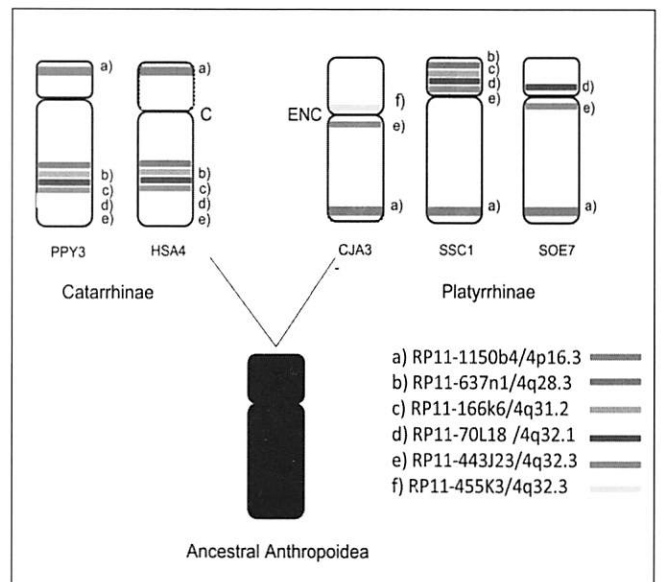 a)
a)
C
b)
c)
d)
e)
b)
c)
d)
e)
PPY3
HSA4
Catarrhinae
ENC
f)
e)
a)
b)
c)
d)
e)
a)
d)
e)
a)
CJA3
SSC1
SOE7
Platyrrhinae
Ancestral Anthropoidea
a) RP11-1150b4/4p16.3
b) RP11-637n1/4q28.3
c) RP11-166k6/4q31.2
d) RP11-70L18 /4q32.1
e) RP11-443J23/4q32.3
f) RP11-455K3/4q32.3